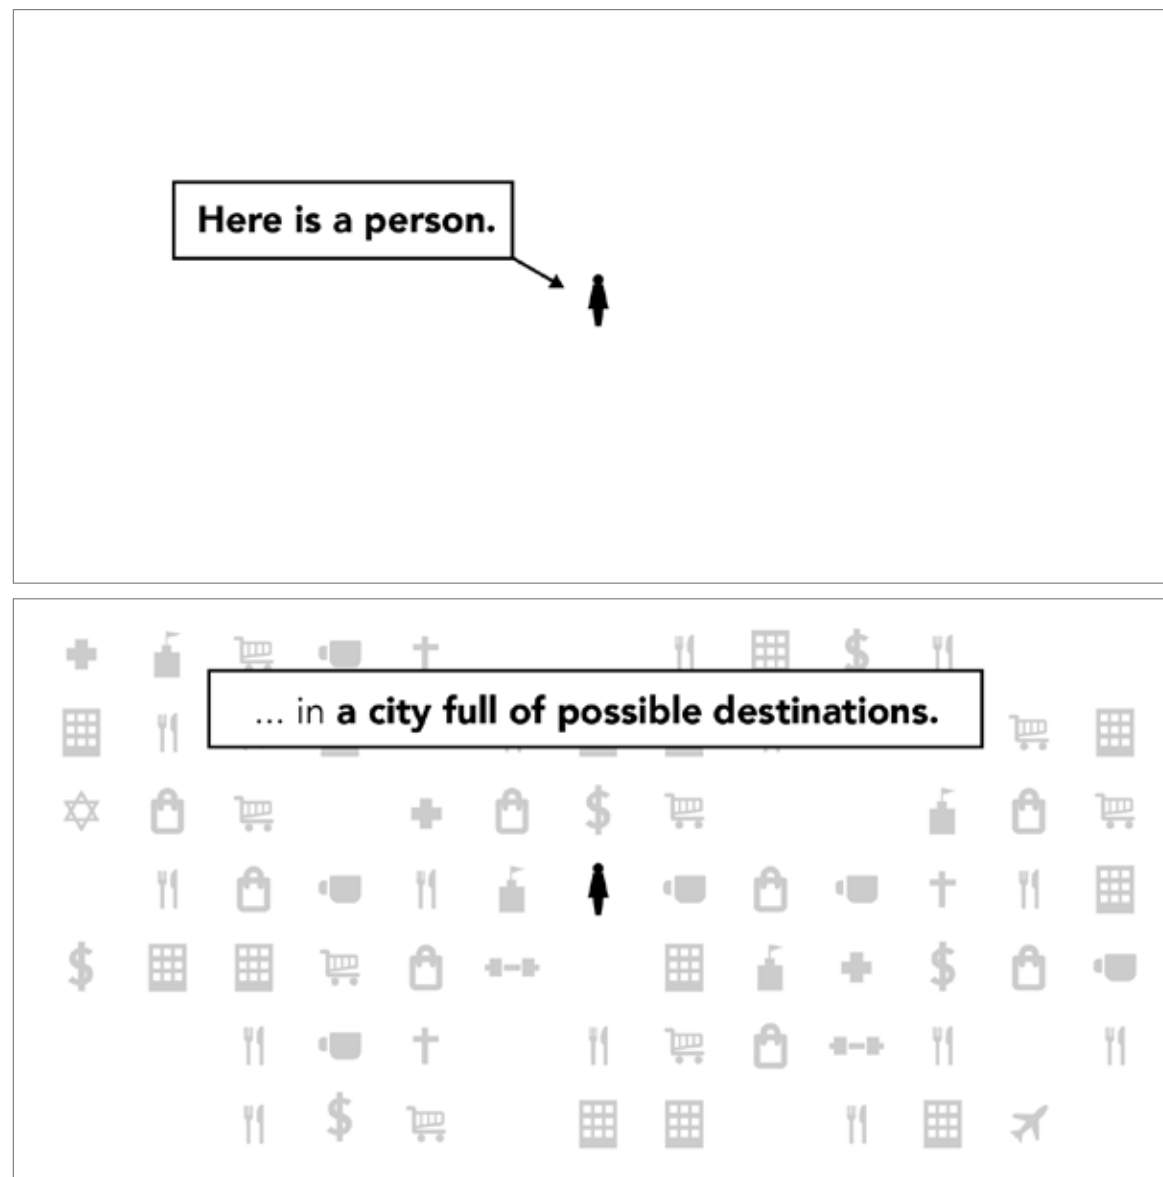 Here is a person.
... in a city full of possible destinations.